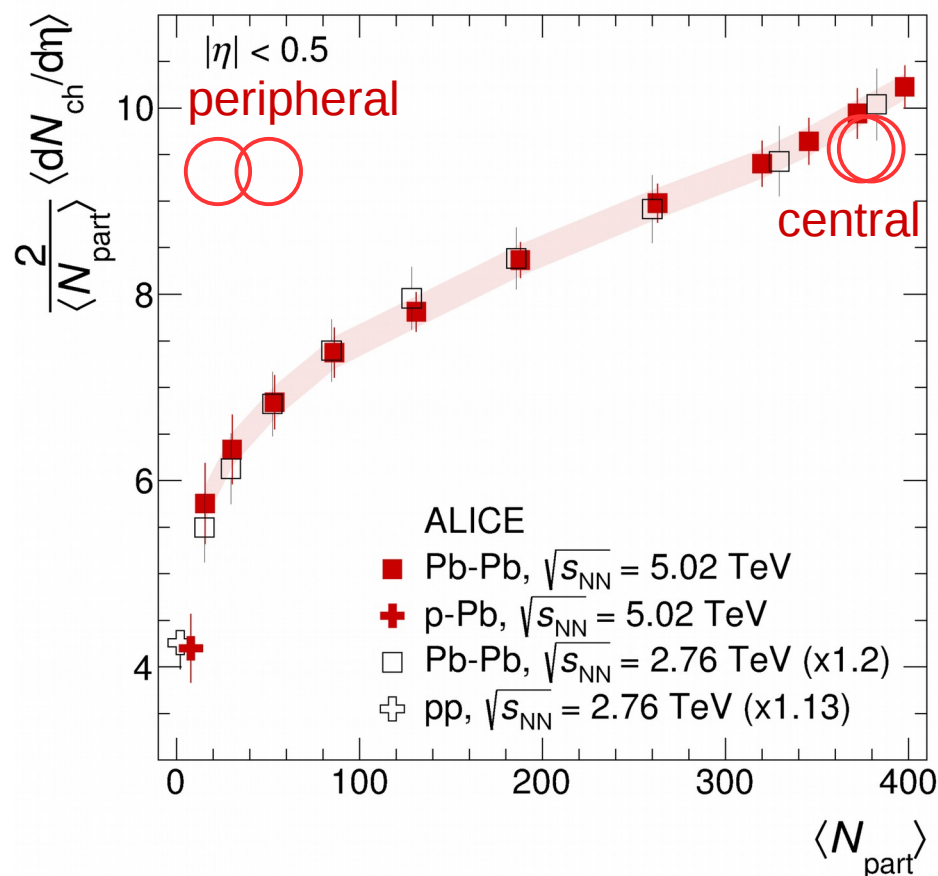 |η| < 0.5
peripheral
central
2/⟨N_part⟩ ⟨dN_ch/dη⟩
10
8
6
4
ALICE
Pb-Pb, √s_NN = 5.02 TeV
p-Pb, √s_NN = 5.02 TeV
Pb-Pb, √s_NN = 2.76 TeV (x1.2)
pp, √s_NN = 2.76 TeV (x1.13)
0 100 200 300 400
⟨N_part⟩